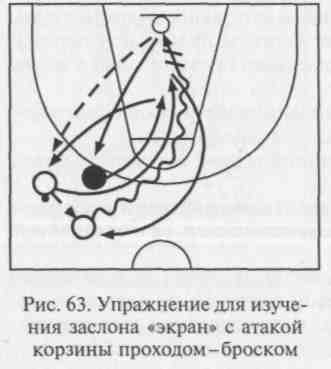 Рис. 63. Упражнение для изуче-
ния заслона «экран» с атакой
корзины проходом–броском